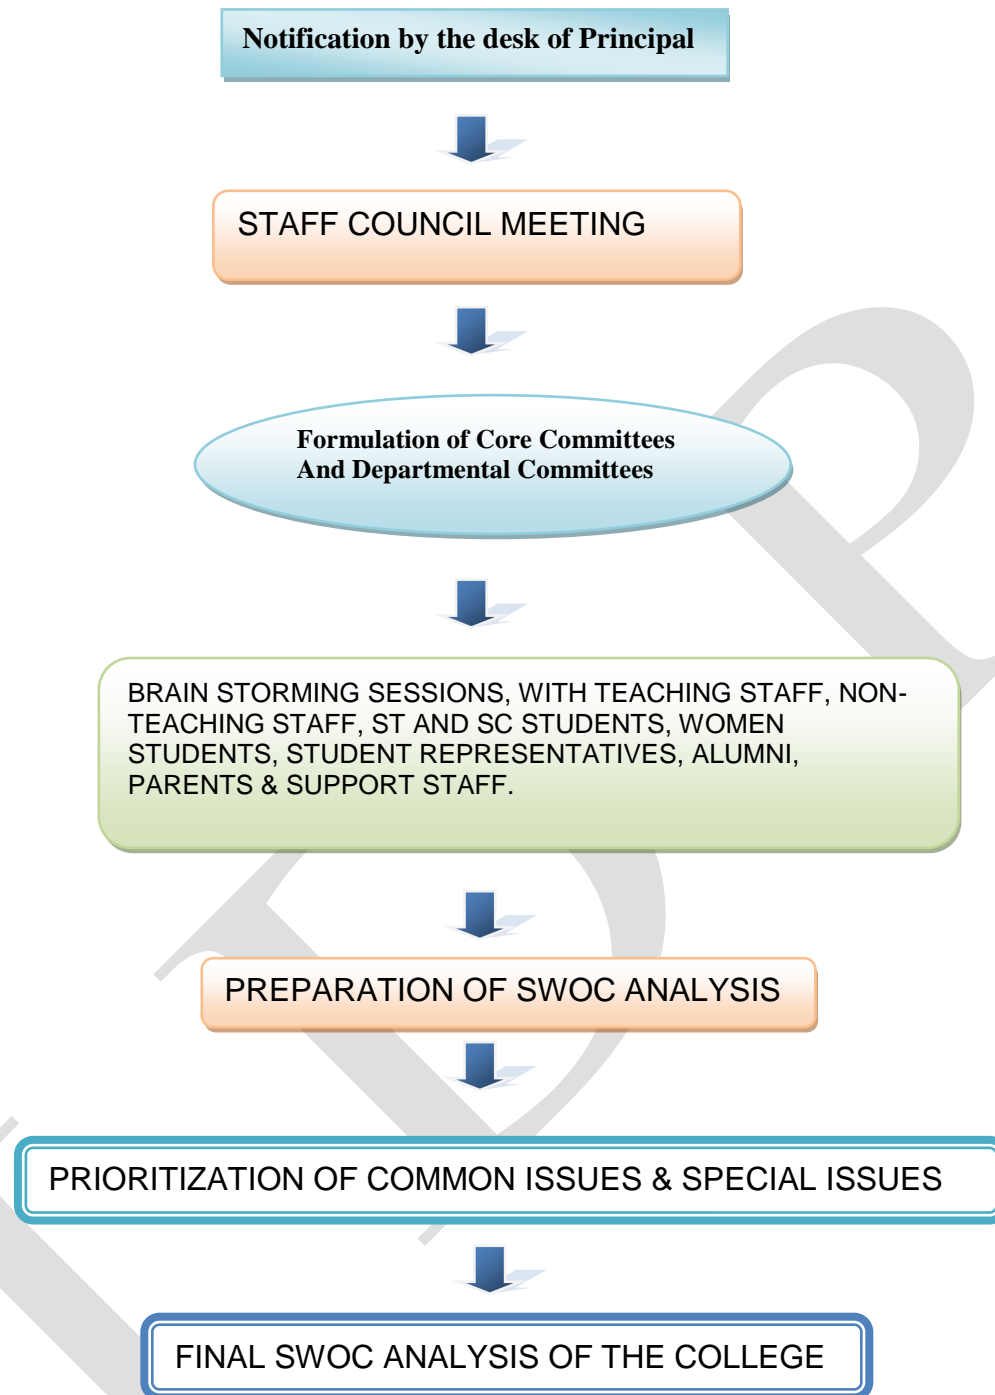 Notification by the desk of Principal
STAFF COUNCIL MEETING
Formulation of Core Committees
And Departmental Committees
BRAIN STORMING SESSIONS, WITH TEACHING STAFF, NON-
TEACHING STAFF, ST AND SC STUDENTS, WOMEN
STUDENTS, STUDENT REPRESENTATIVES, ALUMNI,
PARENTS & SUPPORT STAFF.
PREPARATION OF SWOC ANALYSIS
PRIORITIZATION OF COMMON ISSUES & SPECIAL ISSUES
FINAL SWOC ANALYSIS OF THE COLLEGE